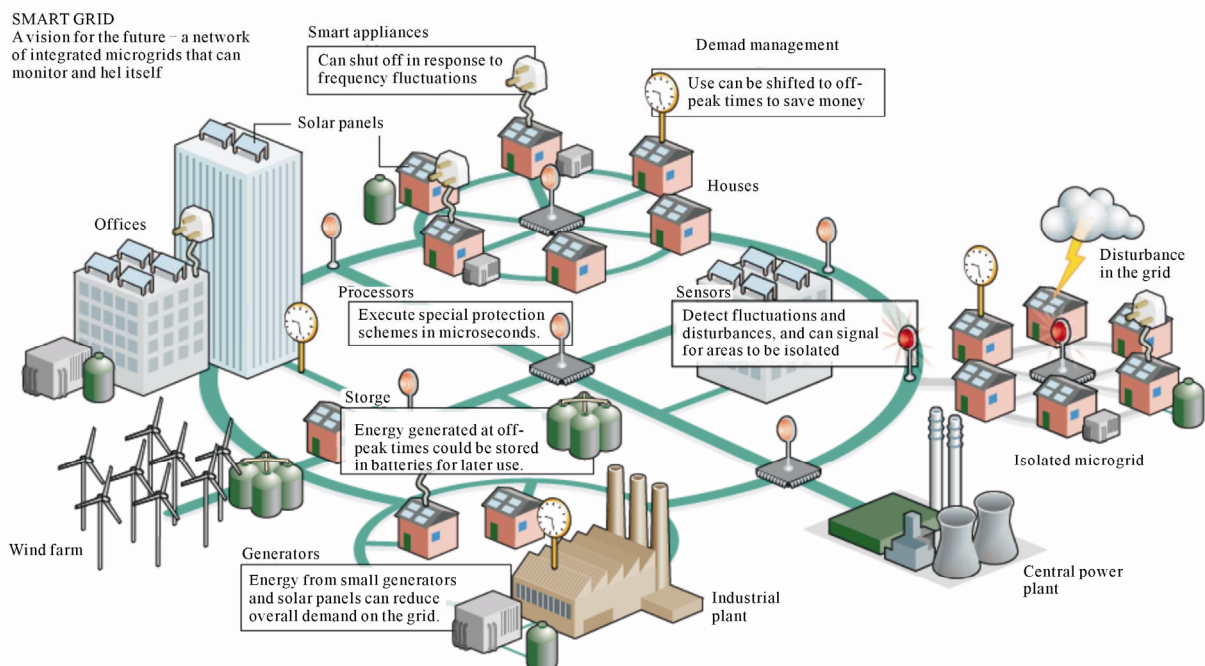 SMART GRID
A vision for the future – a network
of integrated microgrids that can
monitor and hel itself
Smart appliances
Can shut off in response to
frequency fluctuations
Demad management
Use can be shifted to off-
peak times to save money
Solar panels
Houses
Offices
Disturbance
in the grid
Processors
Execute special protection
schemes in microseconds.
Sensors
Detect fluctuations and
disturbances, and can signal
for areas to be isolated
Storge
Energy generated at off-
peak times could be stored
in batteries for later use.
Isolated microgrid
Wind farm
Generators
Energy from small generators
and solar panels can reduce
overall demand on the grid.
Industrial
plant
Central power
plant